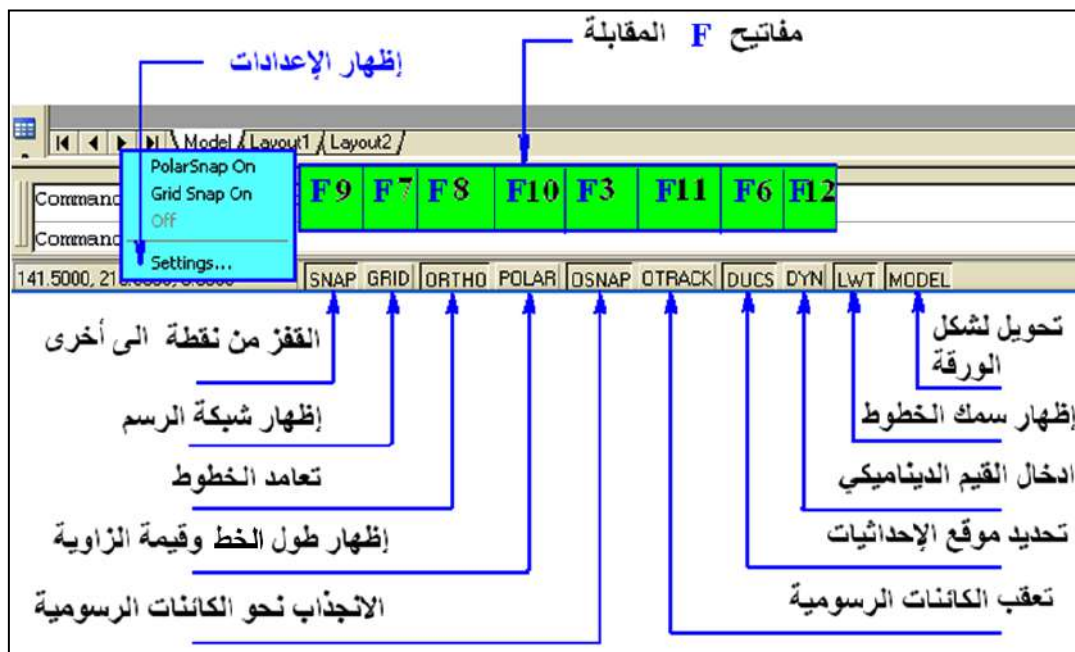 مفاتيح F المقابلة
إظهار الإعدادات
Model Layout1 Layout2
PolarSnap On
Grid Snap On
Off
Settings...
F9 F7 F8 F10 F3 F11 F6 F12
Command
Command
141.5000,
SNAP GRID ORTHO POLAR OSNAP OTRACK DUCS DYN LWT MODEL
القفز من نقطة الى أخرى
إظهار شبكة الرسم
تعامد الخطوط
إظهار طول الخط وقيمة الزاوية
الانجذاب نحو الكائنات الرسومية
تحويل لشكل
الورقة
إظهار سمك الخطوط
ادخال القيم الديناميكي
تحديد موقع الإحداثيات
تعقب الكائنات الرسومية